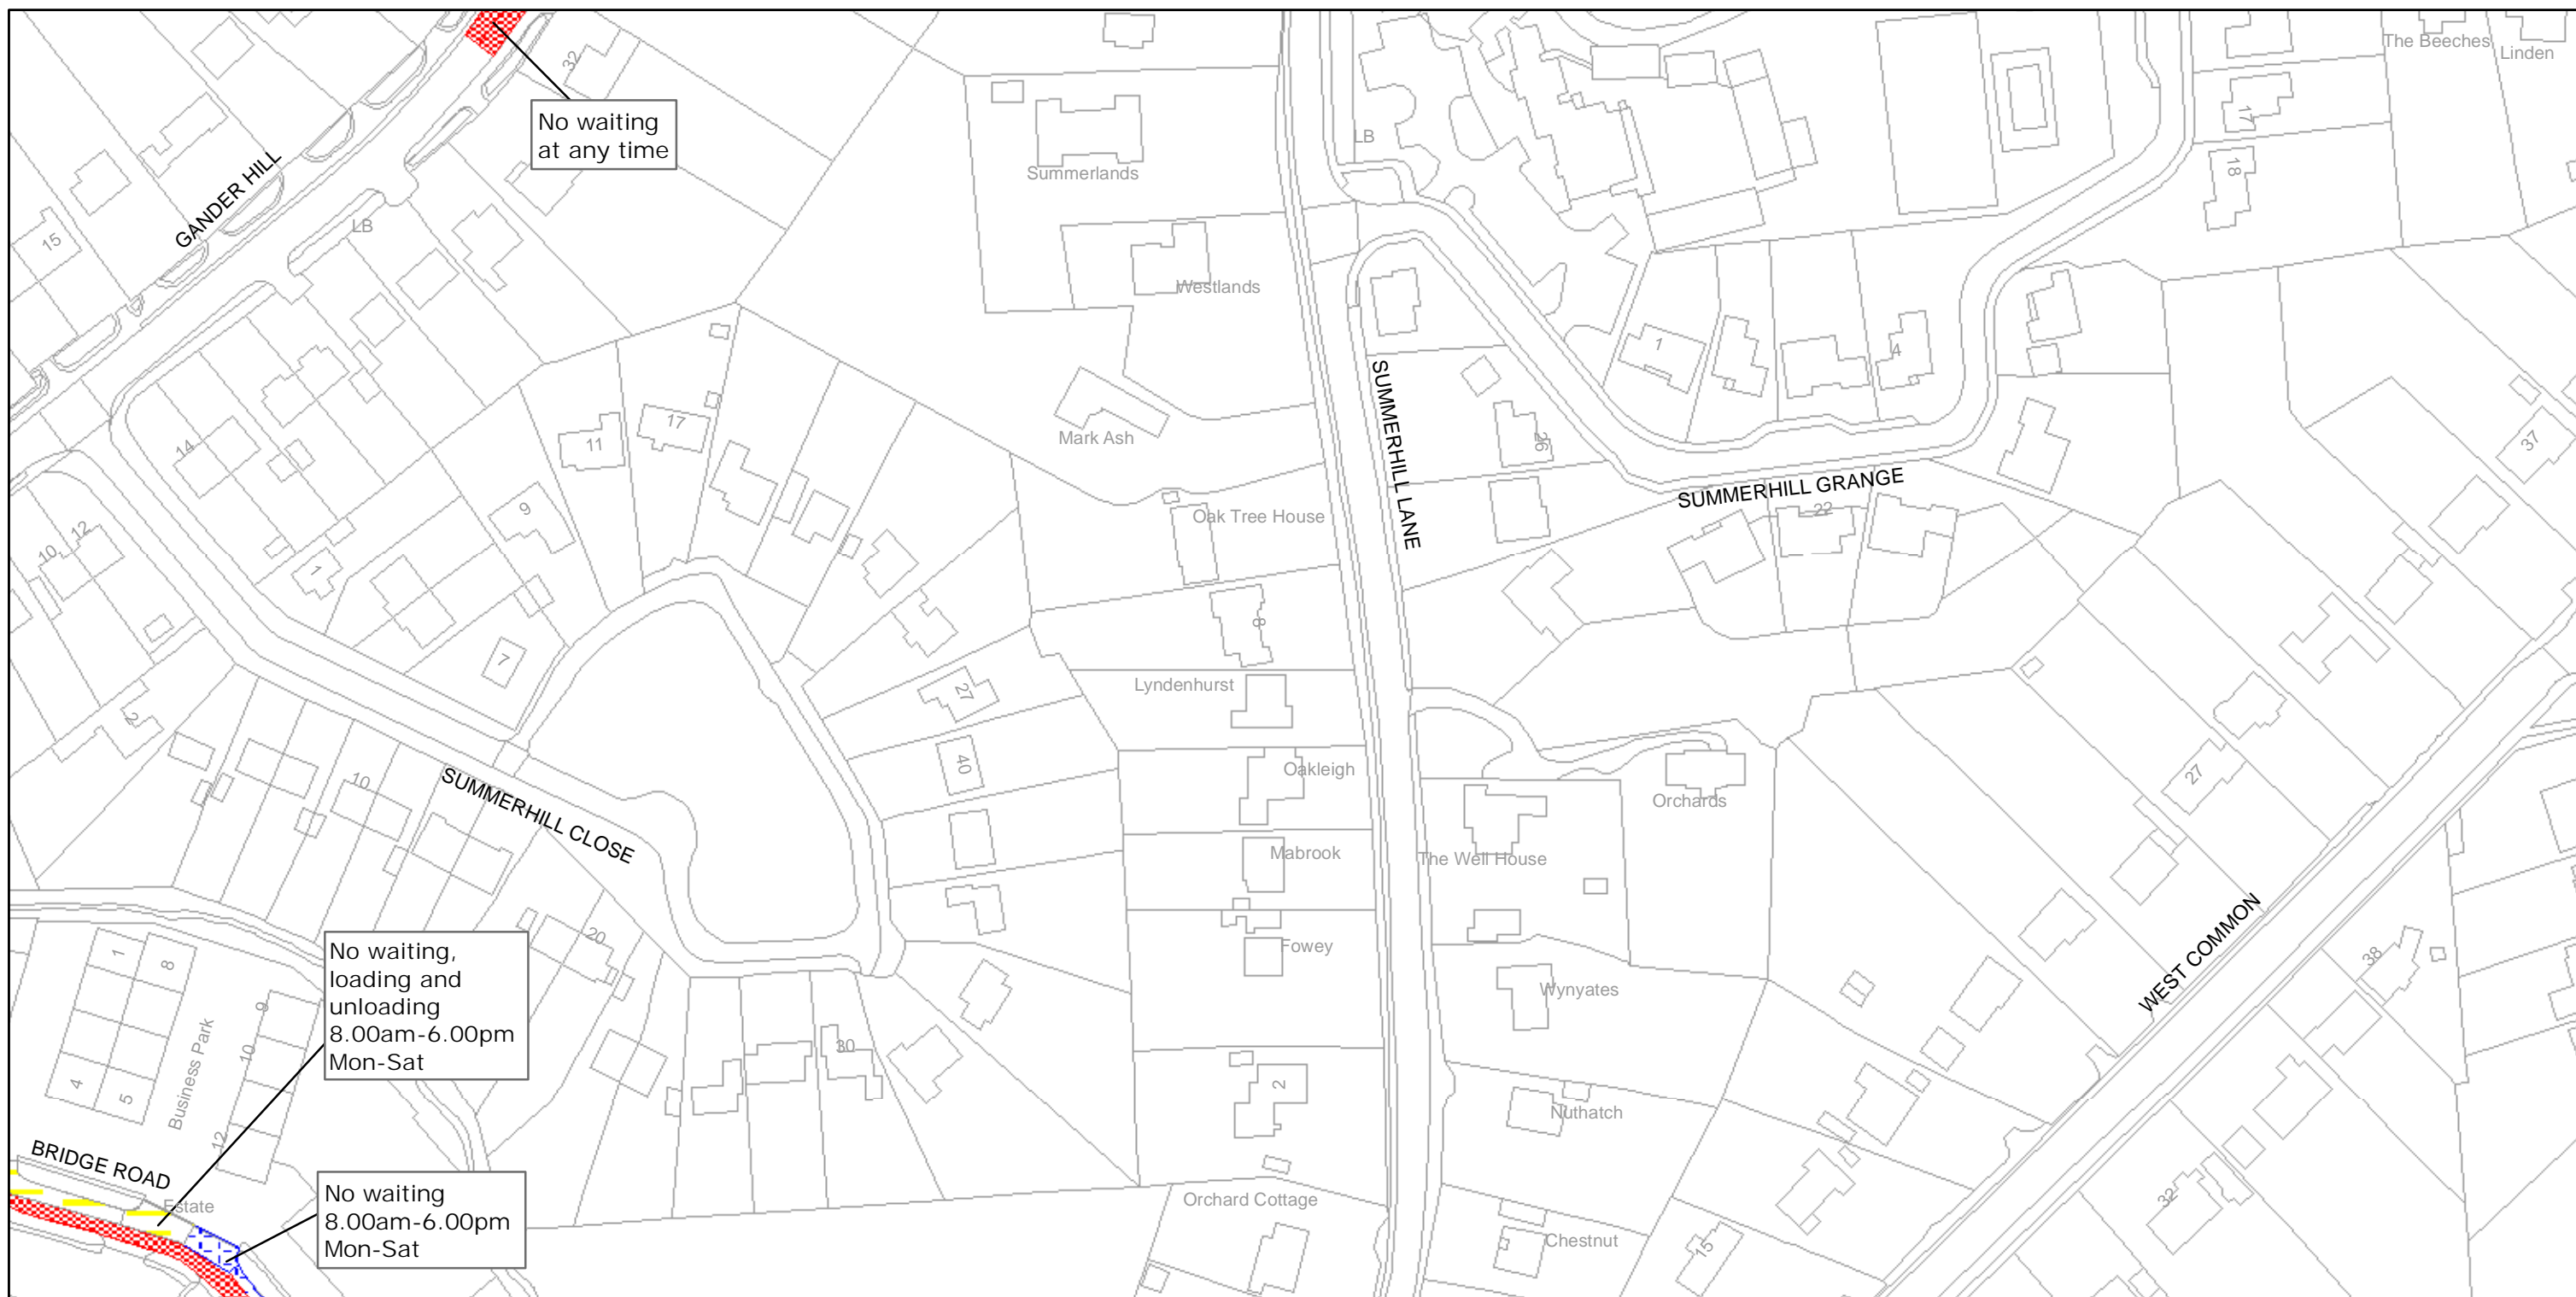 The Beeches
Linden
32
No waiting
at any time
17
LB
Summerlands
18
GANDER HILL
LB
15
Westlands
1
4
SUMMERHILL LANE
Mark Ash
17
11
14
26
37
SUMMERHILL GRANGE
22
9
Oak Tree House
10
12
1
8
7
27
Lyndenhurst
2
40
Oakleigh
10
SUMMERHILL CLOSE
27
Orchards
Mabrook
The Well House
20
Fowey
38
WEST COMMON
1
8
No waiting,
loading and
unloading
8.00am-6.00pm
Mon-Sat
Wynyates
9
10
30
Business Park
4
5
2
Nuthatch
12
BRIDGE ROAD
Estate
No waiting
8.00am-6.00pm
Mon-Sat
Orchard Cottage
32
Chestnut
15